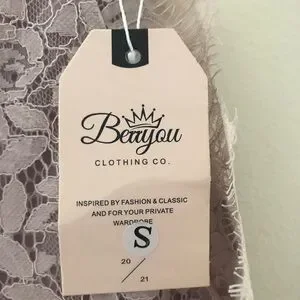 Beayou
CLOTHING CO.
INSPIRED BY FASHION & CLASSIC
AND FOR YOUR PRIVATE
WARDROBE
S
20
21